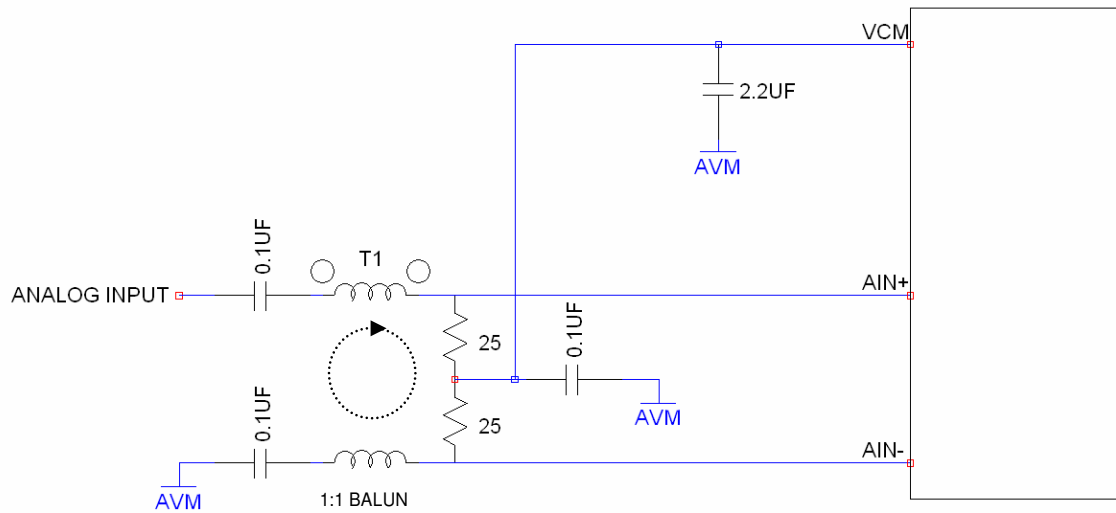 VCM
2.2UF
AVM
0.1UF
T1
ANALOG INPUT
AIN+
25
0.1UF
AVM
0.1UF
25
AIN-
AVM
1:1 BALUN